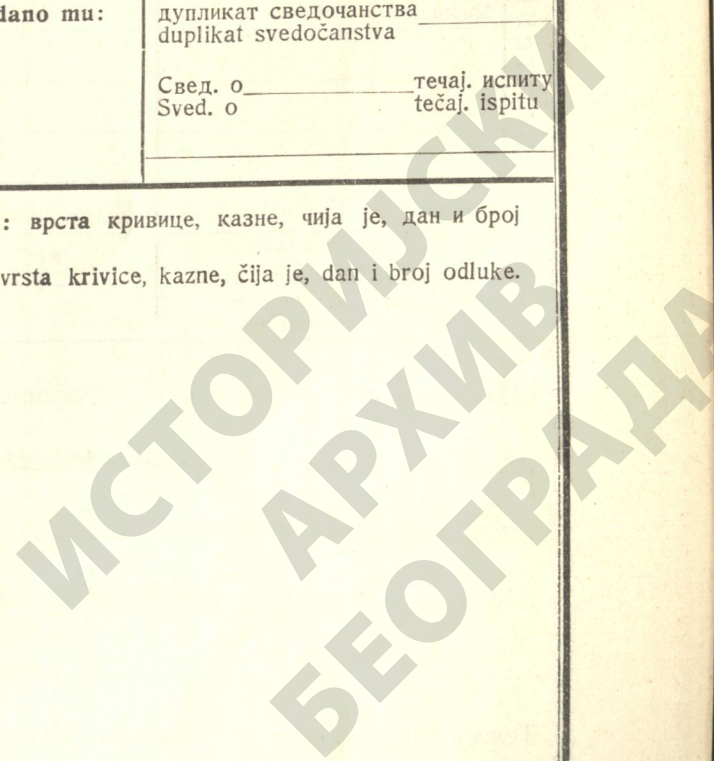 dano mu:
дупликат сведочанства
duplikat svedočanstva
Свед. о течај. испиту
Sved. o tečaj. ispitu
: врста кривице, казне, чија је, дан и број
vrsta krivice, kazne, čija je, dan i broj odluke.
ИСТОРИЈСКИ
АРХИВ
БЕОГРАДА